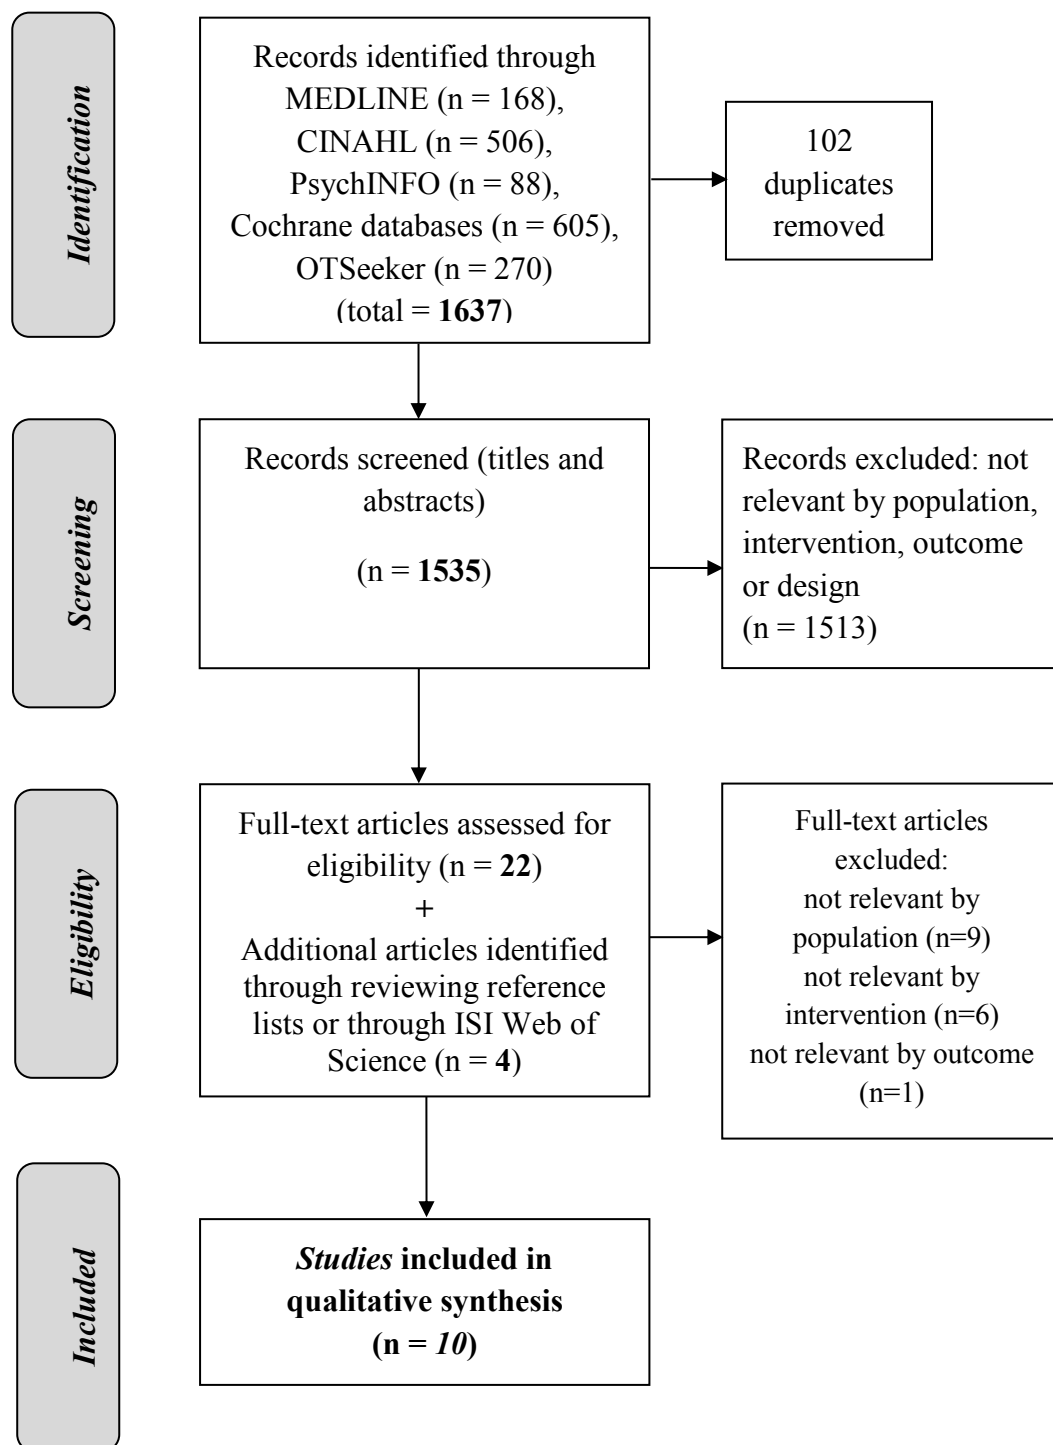 Identification
Records identified through
MEDLINE (n = 168),
CINAHL (n = 506),
PsychINFO (n = 88),
Cochrane databases (n = 605),
OTSeeker (n = 270)
(total = 1637)
102
duplicates
removed
Screening
Records screened (titles and
abstracts)
(n = 1535)
Records excluded: not
relevant by population,
intervention, outcome
or design
(n = 1513)
Eligibility
Full-text articles assessed for
eligibility (n = 22)
+
Additional articles identified
through reviewing reference
lists or through ISI Web of
Science (n = 4)
Full-text articles
excluded:
not relevant by
population (n=9)
not relevant by
intervention (n=6)
not relevant by outcome
(n=1)
Included
Studies included in
qualitative synthesis
(n = 10)